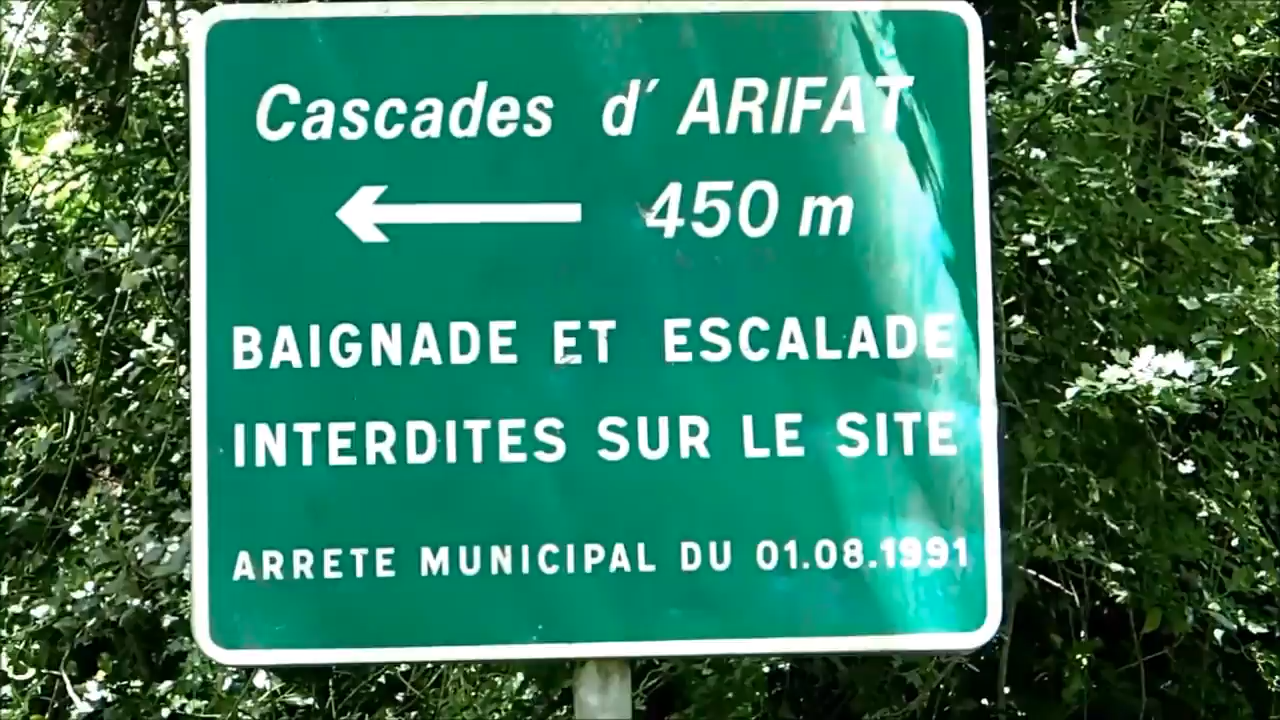 Cascades d' ARIFAT
450 m
BAIGNADE ET ESCALADE
INTERDITES SUR LE SITE
ARRETE MUNICIPAL DU 01.08.1991